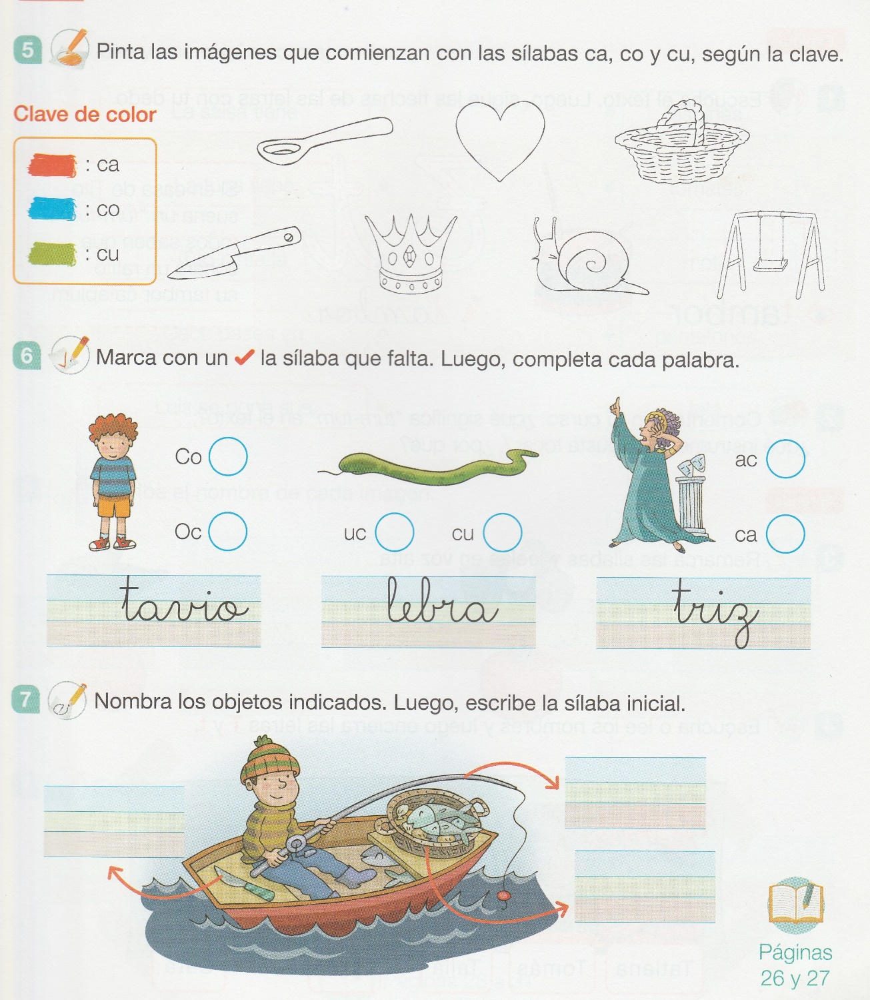 5 Pinta las imágenes que comienzan con las sílabas ca, co y cu, según la clave.
Clave de color
: ca
: co
: cu
6 Marca con un ✓ la sílaba que falta. Luego, completa cada palabra.
Co
Oc
uc
cu
ac
ca
tavio
lebra
triz
7 Nombra los objetos indicados. Luego, escribe la sílaba inicial.
Páginas
26 y 27